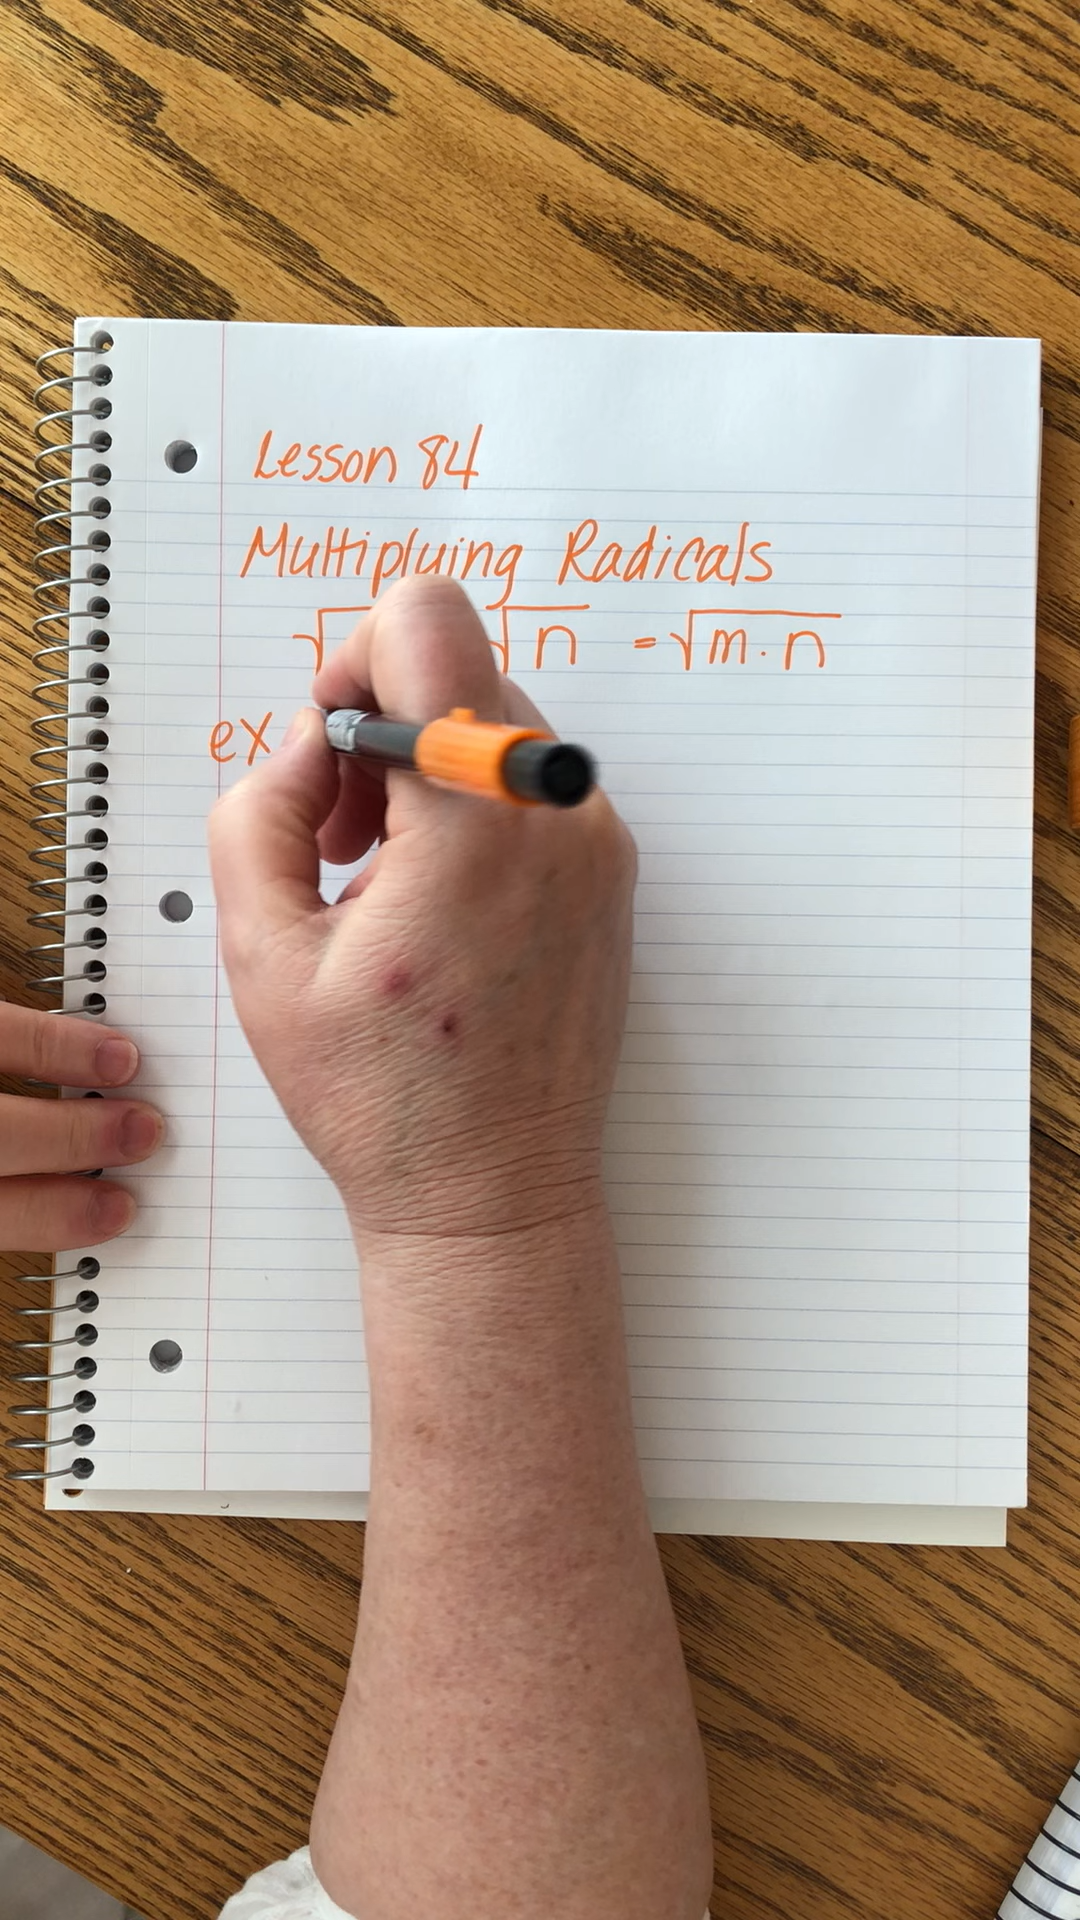 Lesson 84
Multiplying Radicals
√ √n = √m·n
ex